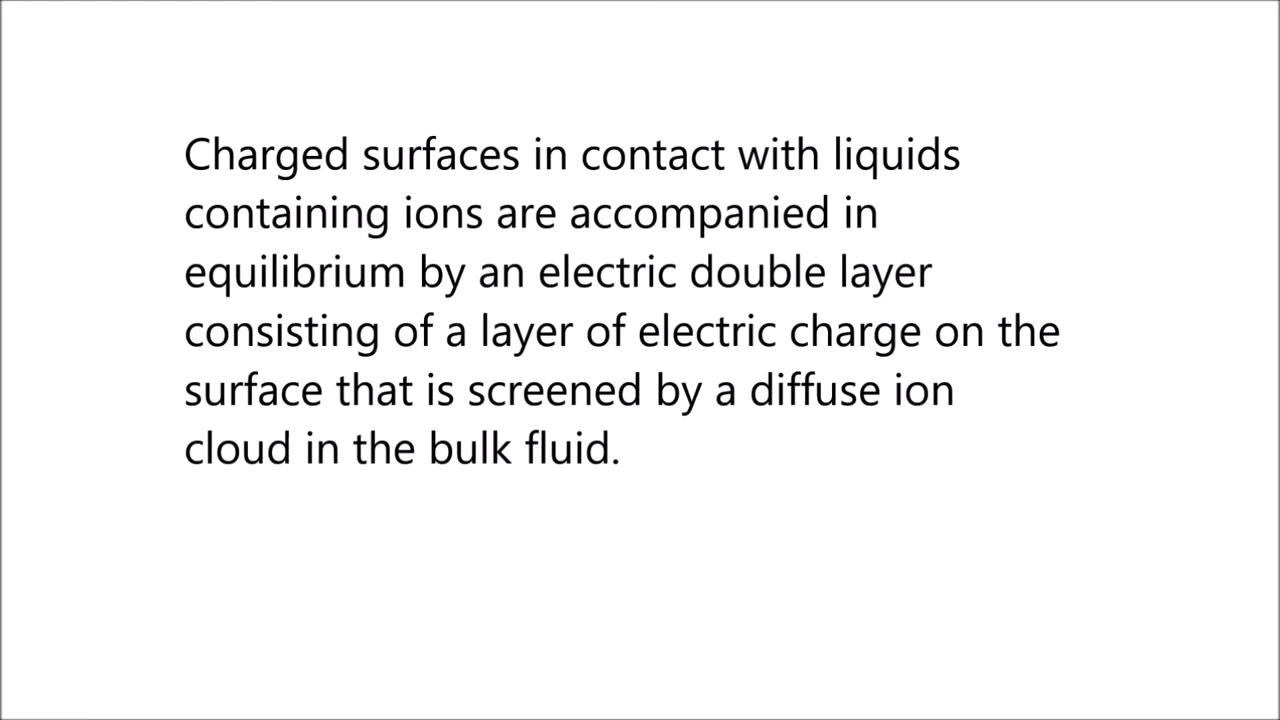 Charged surfaces in contact with liquids
containing ions are accompanied in
equilibrium by an electric double layer
consisting of a layer of electric charge on the
surface that is screened by a diffuse ion
cloud in the bulk fluid.